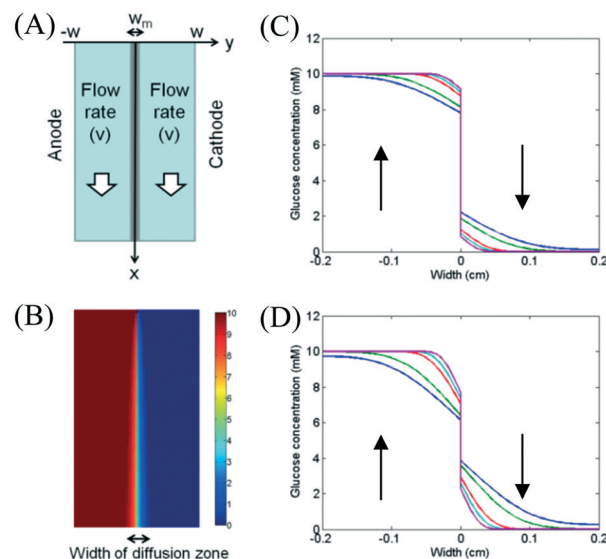 (A)
-w
w_m
w
y
Flow
rate
(v)
Flow
rate
(v)
Anode
Cathode
x
(B)
10
9
8
7
6
5
4
3
2
1
0
Width of diffusion zone
(C)
Glucose concentration (mM)
12
10
8
6
4
2
0
-0.2
-0.1
0
0.1
0.2
Width (cm)
(D)
Glucose concentration (mM)
12
10
8
6
4
2
0
-0.2
-0.1
0
0.1
0.2
Width (cm)